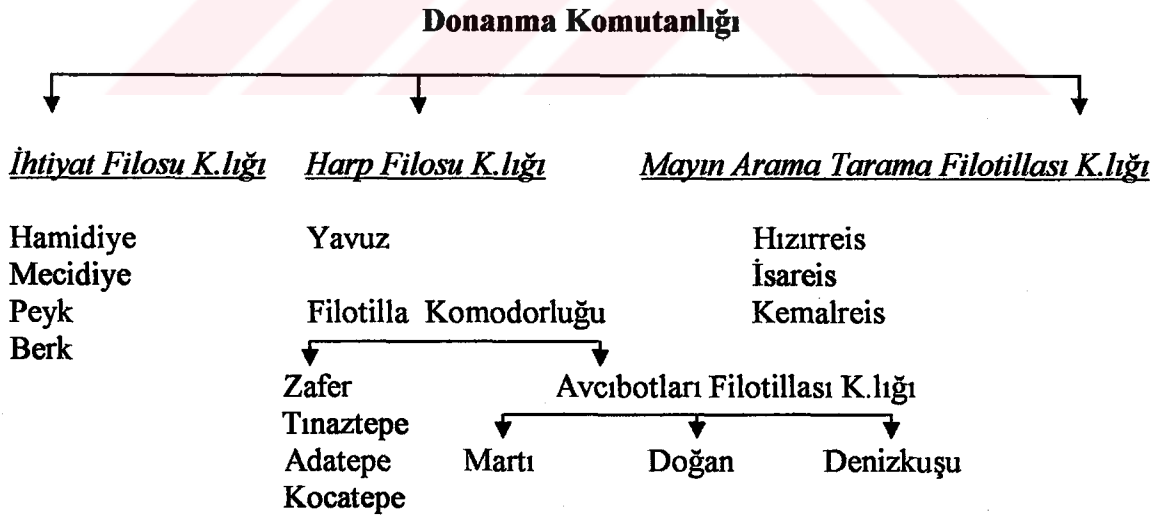 Donanma Komutanlığı
İhtiyat Filosu K.lığı Harp Filosu K.lığı Mayın Arama Tarama Filotillası K.lığı
Hamidiye Yavuz Hızırreis
Mecidiye İsareis
Peyk Filotilla Komodorluğu Kemalreis
Berk
Zafer Avcıbotları Filotillası K.lığı
Tınaztepe
Adatepe Martı Doğan Denizkuşu
Kocatepe